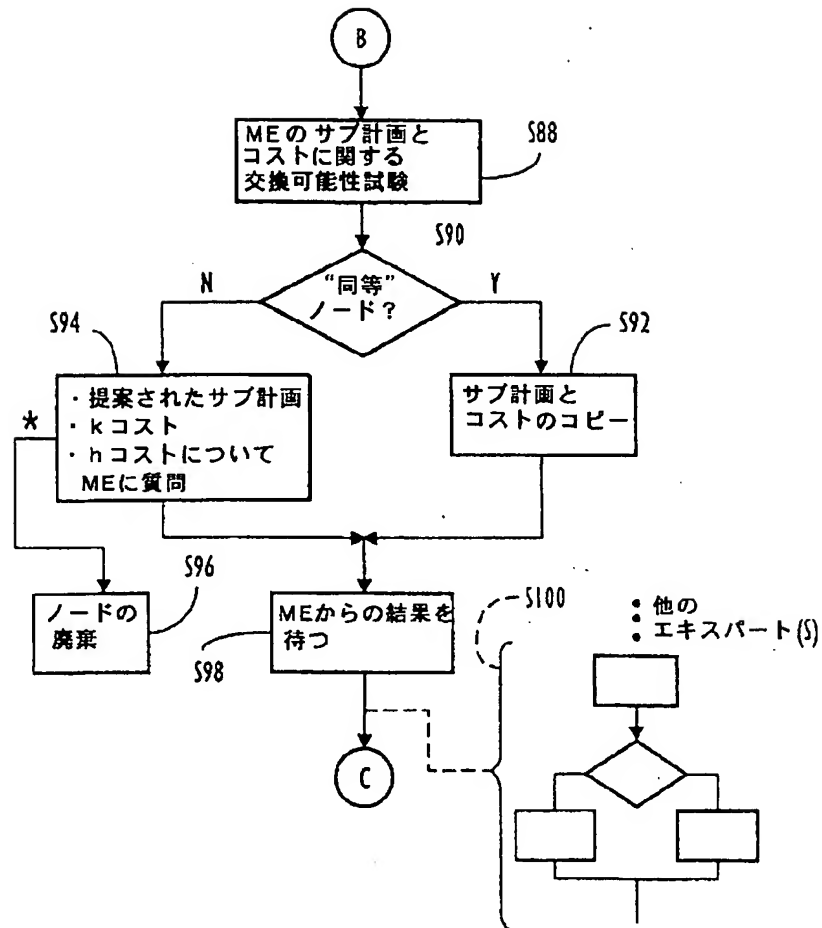 B
MEのサブ計画と
コストに関する
交換可能性試験
S88
S90
“同等”
ノード?
N
Y
S94
S92
・提案されたサブ計画
・kコスト
・hコストについて
MEに質問
*
サブ計画と
コストのコピー
S96
ノードの
廃棄
MEからの結果を
待つ
S98
S100
他の
エキスパート(S)
C